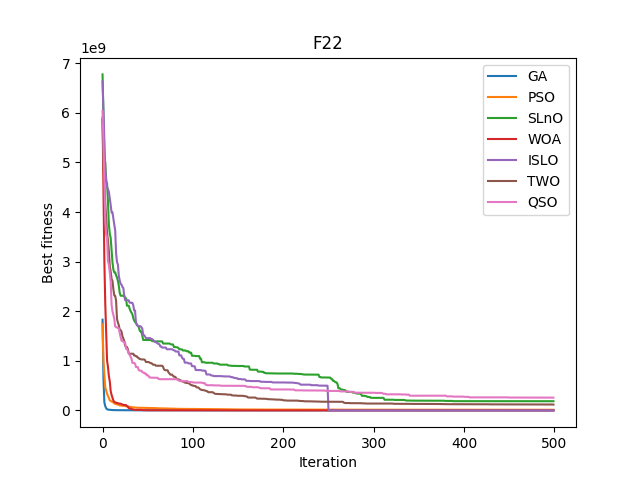 F22
1e9
7
6
5
4
3
2
1
0
Best fitness
GA
PSO
SLnO
WOA
ISLO
TWO
QSO
0 100 200 300 400 500
Iteration